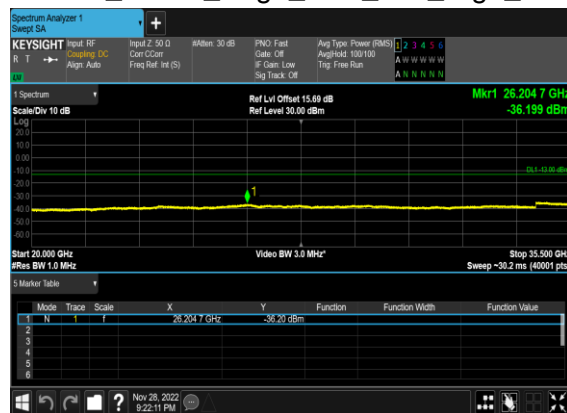 Spectrum Analyzer 1
Swept SA
+
KEYSIGHT Input: RF Input Z: 50 Ω #Atten: 30 dB PNO: Fast Avg Type: Power (RMS) 1 2 3 4 5 6
R T Coupling: DC Corr CCorr Gate: Off Avg|Hold: 100/100 A W W W W W
Align: Auto Freq Ref: Int (S) IF Gain: Low Trig: Free Run
Sig Track: Off A N N N N N
1 Spectrum Ref Lvl Offset 15.69 dB Mkr1 26.204 7 GHz
Scale/Div 10 dB Ref Level 30.00 dBm -36.199 dBm
Log
20.0
10.0
0.00
-10.0 DL1 -13.00 dBm
-20.0
-30.0 1
-40.0
-50.0
-60.0
Start 20.000 GHz Video BW 3.0 MHz* Stop 35.500 GHz
#Res BW 1.0 MHz Sweep ~30.2 ms (40001 pts)
5 Marker Table
Mode Trace Scale X Y Function Function Width Function Value
1 N 1 f 26.204 7 GHz -36.20 dBm
2
3
4
5
6
? Nov 28, 2022
9:22:11 PM